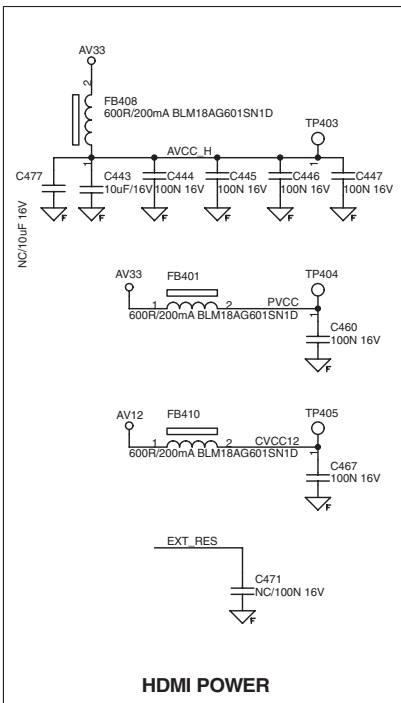 AV33
2
FB408
600R/200mA BLM18AG601SN1D
TP403
AVCC_H
1
1
C477
C443
C444
C445
C446
C447
10uF/16V
100N 16V
100N 16V
100N 16V
100N 16V
NC/10uF 16V
F
F
F
F
F
F
AV33
FB401
TP404
1
2
PVCC
1
600R/200mA BLM18AG601SN1D
C460
100N 16V
F
AV12
FB410
TP405
1
2
CVCC12
1
600R/200mA BLM18AG601SN1D
C467
100N 16V
F
EXT_RES
C471
NC/100N 16V
F
HDMI POWER